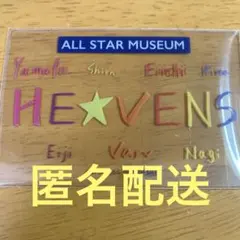 ALL STAR MUSEUM
Yamato Shion Eiichi Kira
HE★VENS
Eiji Van Nagi
匿名配送